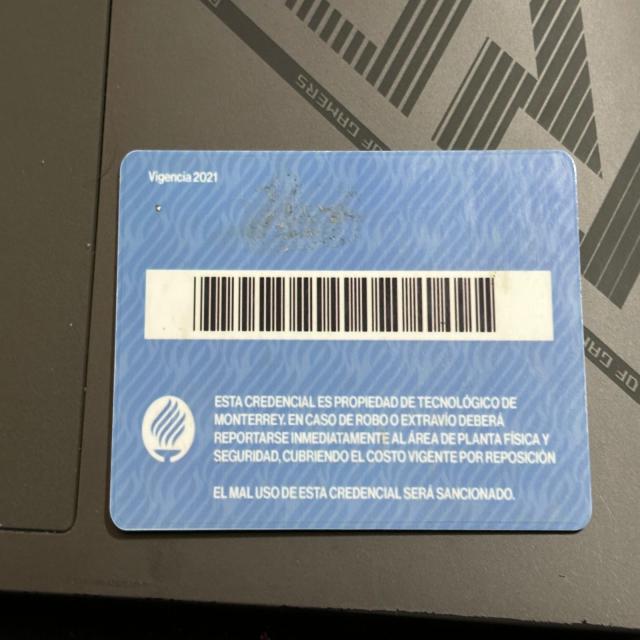 OF GAMERS
Vigencia 2021
ESTA CREDENCIAL ES PROPIEDAD DE TECNOLÓGICO DE
MONTERREY. EN CASO DE ROBO O EXTRAVÍO DEBERÁ
REPORTARSE INMEDIATAMENTE AL ÁREA DE PLANTA FÍSICA Y
SEGURIDAD, CUBRIENDO EL COSTO VIGENTE POR REPOSICIÓN
EL MAL USO DE ESTA CREDENCIAL SERÁ SANCIONADO.